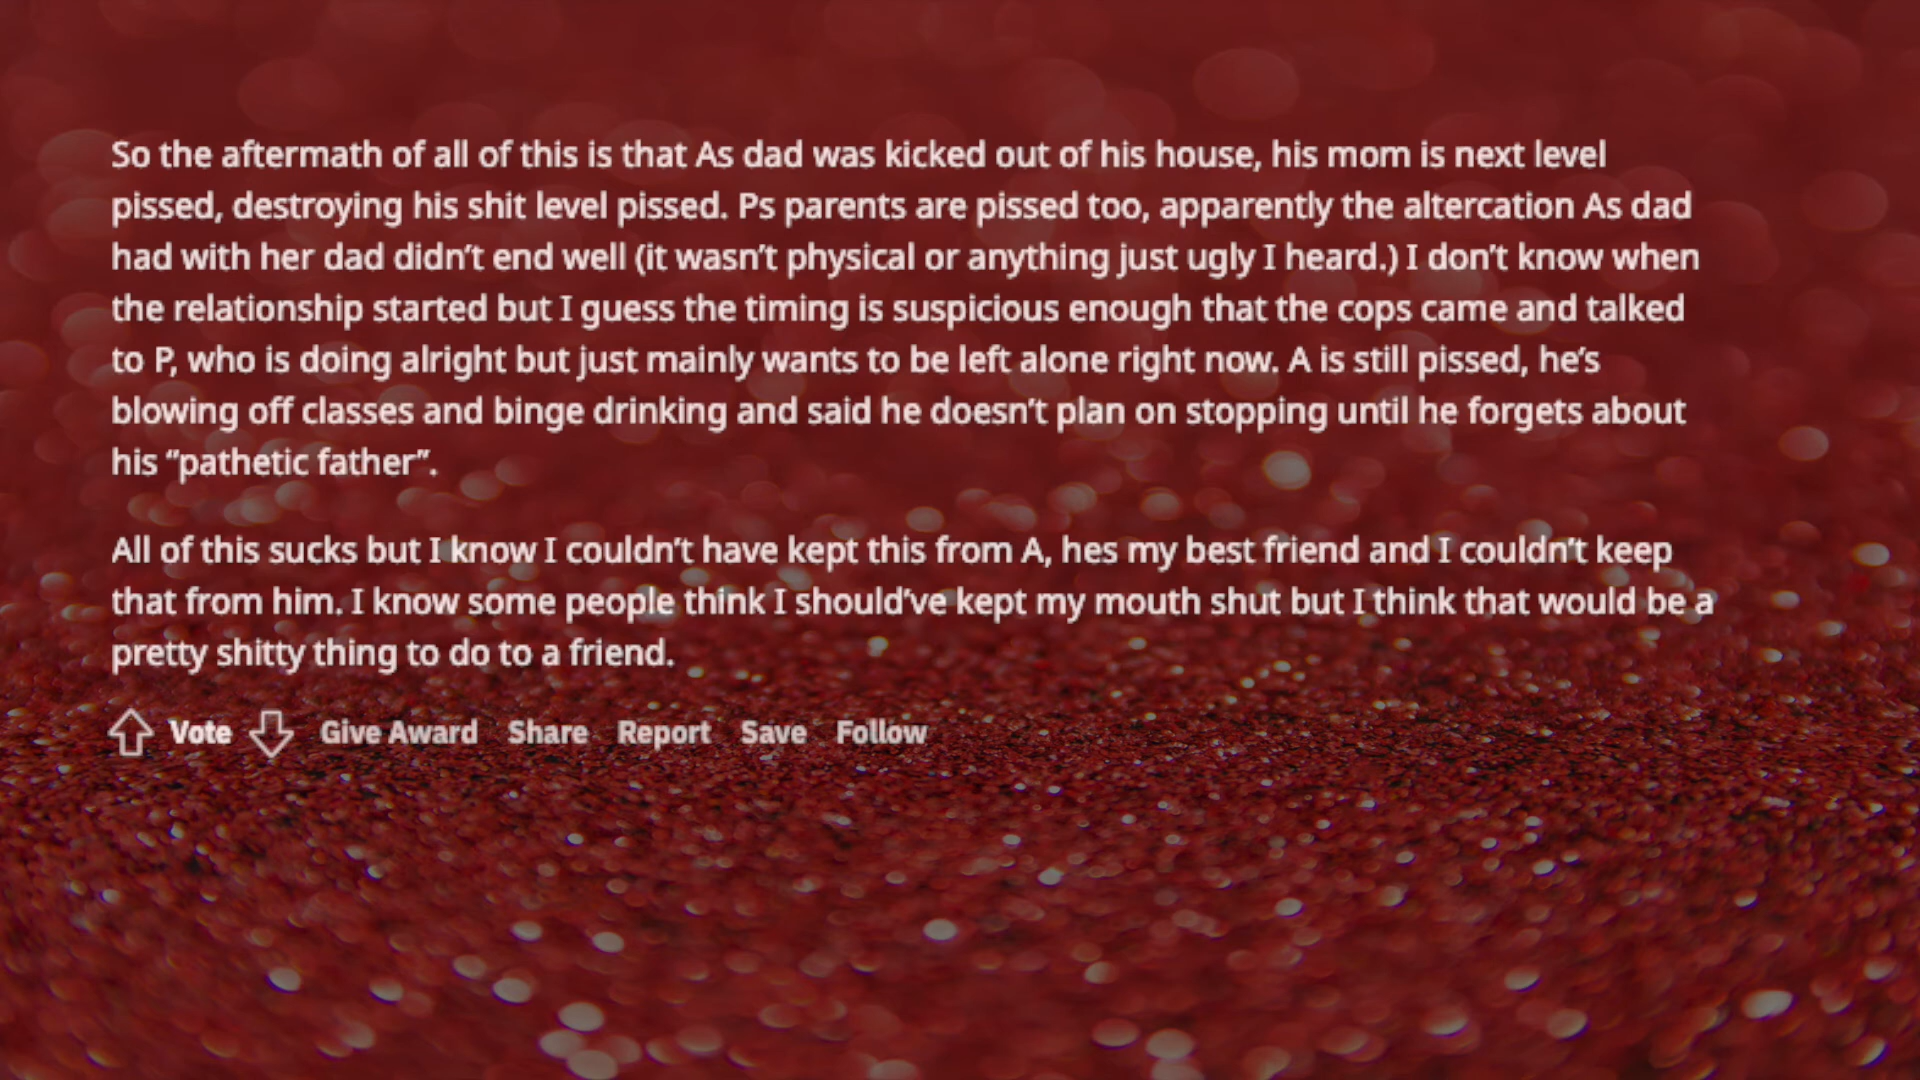 So the aftermath of all of this is that As dad was kicked out of his house, his mom is next level
pissed, destroying his shit level pissed. Ps parents are pissed too, apparently the altercation As dad
had with her dad didn’t end well (it wasn’t physical or anything just ugly I heard.) I don’t know when
the relationship started but I guess the timing is suspicious enough that the cops came and talked
to P, who is doing alright but just mainly wants to be left alone right now. A is still pissed, he’s
blowing off classes and binge drinking and said he doesn’t plan on stopping until he forgets about
his “pathetic father”.
All of this sucks but I know I couldn’t have kept this from A, hes my best friend and I couldn’t keep
that from him. I know some people think I should’ve kept my mouth shut but I think that would be a
pretty shitty thing to do to a friend.
Vote Give Award Share Report Save Follow